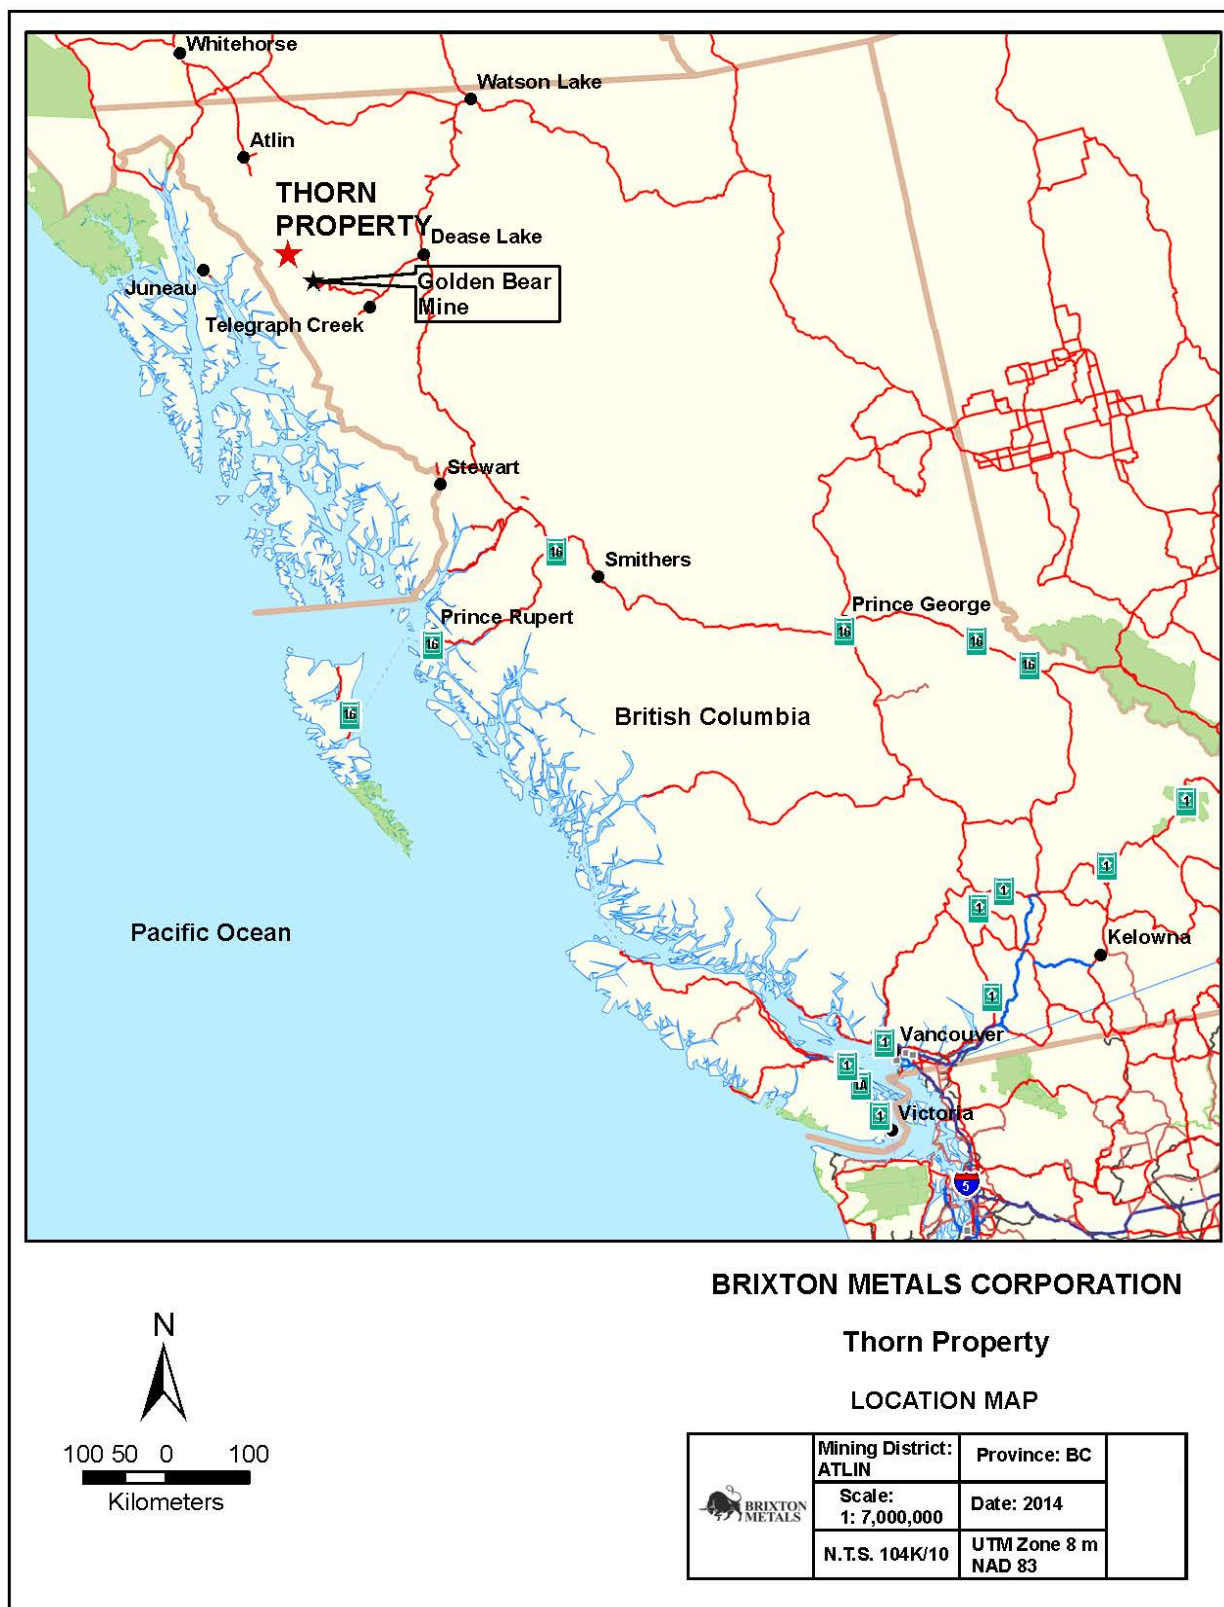 Whitehorse
Watson Lake
Atlin
THORN
PROPERTY
Dease Lake
Golden Bear
Mine
Juneau
Telegraph Creek
Stewart
16
Smithers
Prince George
Prince Rupert
16
16
16
16
16
British Columbia
1
1
1
1
Pacific Ocean
Kelowna
1
Vancouver
1
1
1A
Victoria
1
5
BRIXTON METALS CORPORATION
Thorn Property
LOCATION MAP
N
100 50 0 100
Kilometers
Mining District:
ATLIN
Province: BC
Scale:
1: 7,000,000
Date: 2014
BRIXTON
METALS
N.T.S. 104K/10
UTM Zone 8 m
NAD 83